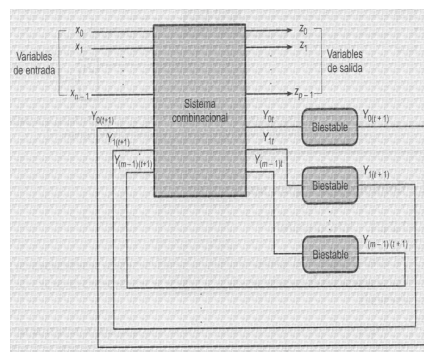 x0
x1
xn-1
Variables
de entrada
Y0(t+1)
Y1(t+1)
Y(m-1)(t+1)
Sistema
combinacional
z0
z1
zp-1
Variables
de salida
Y0t
Y1t
Y(m-1)t
Biestable
Y0(t+1)
Biestable
Y1(t+1)
Biestable
Y(m-1)(t+1)